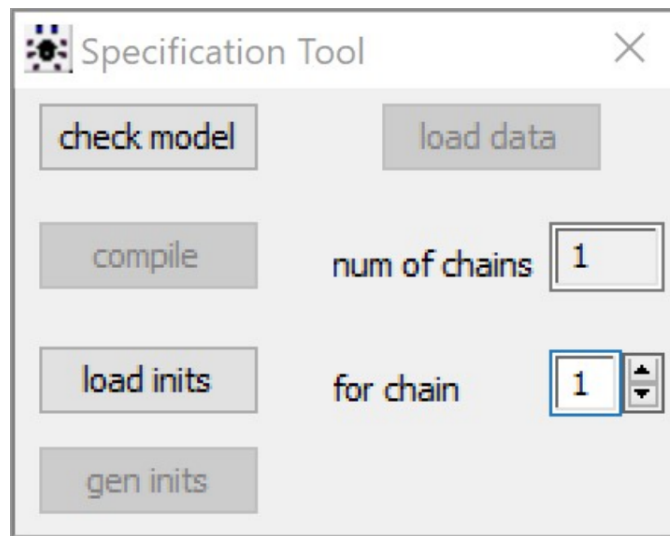 Specification Tool
check model
load data
compile
num of chains
1
load inits
for chain
1
gen inits